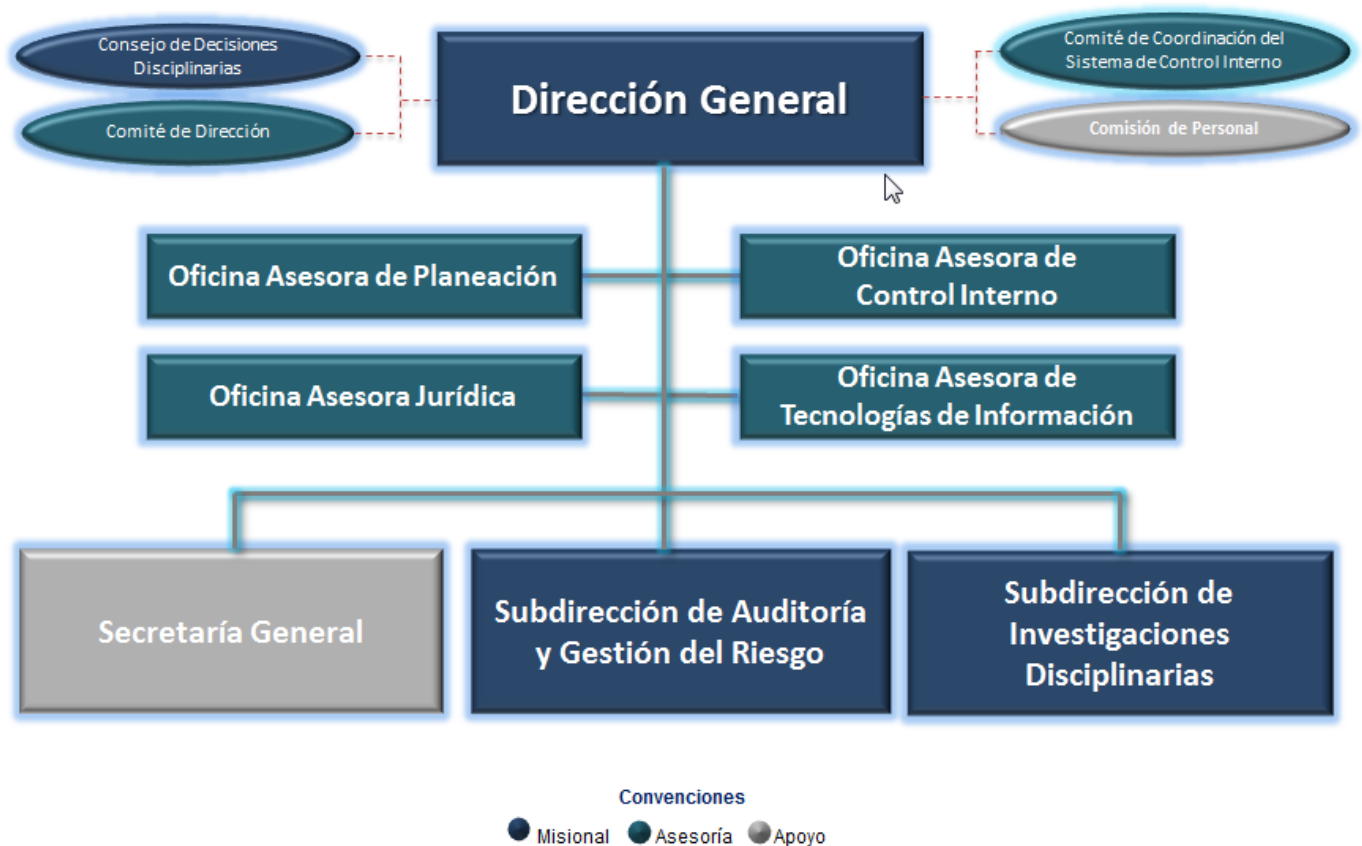 Consejo de Decisiones
Disciplinarias
Comité de Dirección
Dirección General
Comité de Coordinación del
Sistema de Control Interno
Comisión de Personal
Oficina Asesora de Planeación
Oficina Asesora de
Control Interno
Oficina Asesora Jurídica
Oficina Asesora de
Tecnologías de Información
Secretaría General
Subdirección de Auditoría
y Gestión del Riesgo
Subdirección de
Investigaciones
Disciplinarias
Convenciones
Misional Asesoría Apoyo